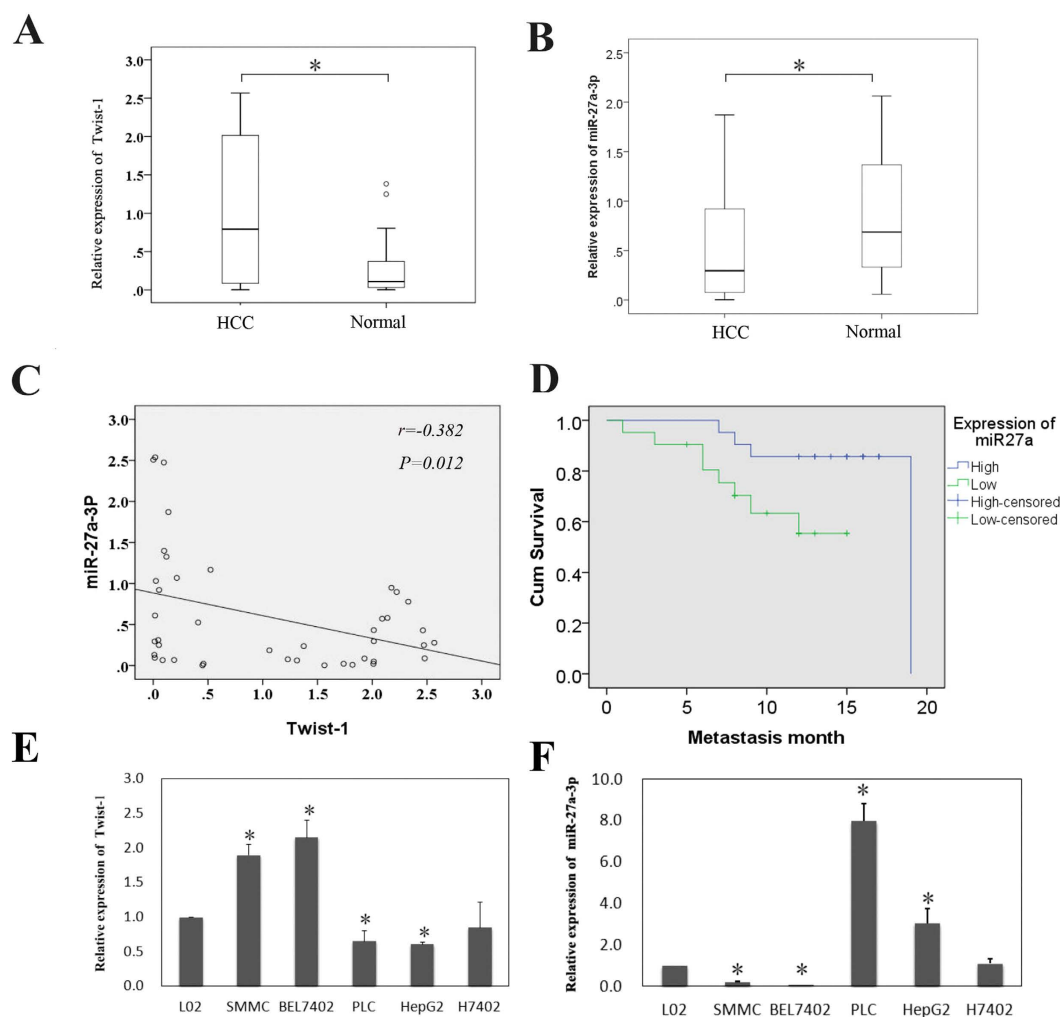 A
Relative expression of Twist-1
3.0
2.5
2.0
1.5
1.0
.5
.0
*
HCC
Normal
B
Relative expression of miR-27a-3p
2.5
2.0
1.5
1.0
.5
.0
*
HCC
Normal
C
miR-27a-3P
3.0
2.5
2.0
1.5
1.0
.5
.0
r=-0.382
P=0.012
.0 .5 1.0 1.5 2.0 2.5 3.0
Twist-1
D
Cum Survival
1.0
0.8
0.6
0.4
0.2
0.0
0 5 10 15 20
Metastasis month
Expression of
miR27a
High
Low
High-censored
Low-censored
E
Relative expression of Twist-1
3.0
2.5
2.0
1.5
1.0
0.5
0.0
* * * *
L02 SMMC BEL7402 PLC HepG2 H7402
F
Relative expression of miR-27a-3p
10.0
8.0
6.0
4.0
2.0
0.0
* * * *
L02 SMMC BEL7402 PLC HepG2 H7402